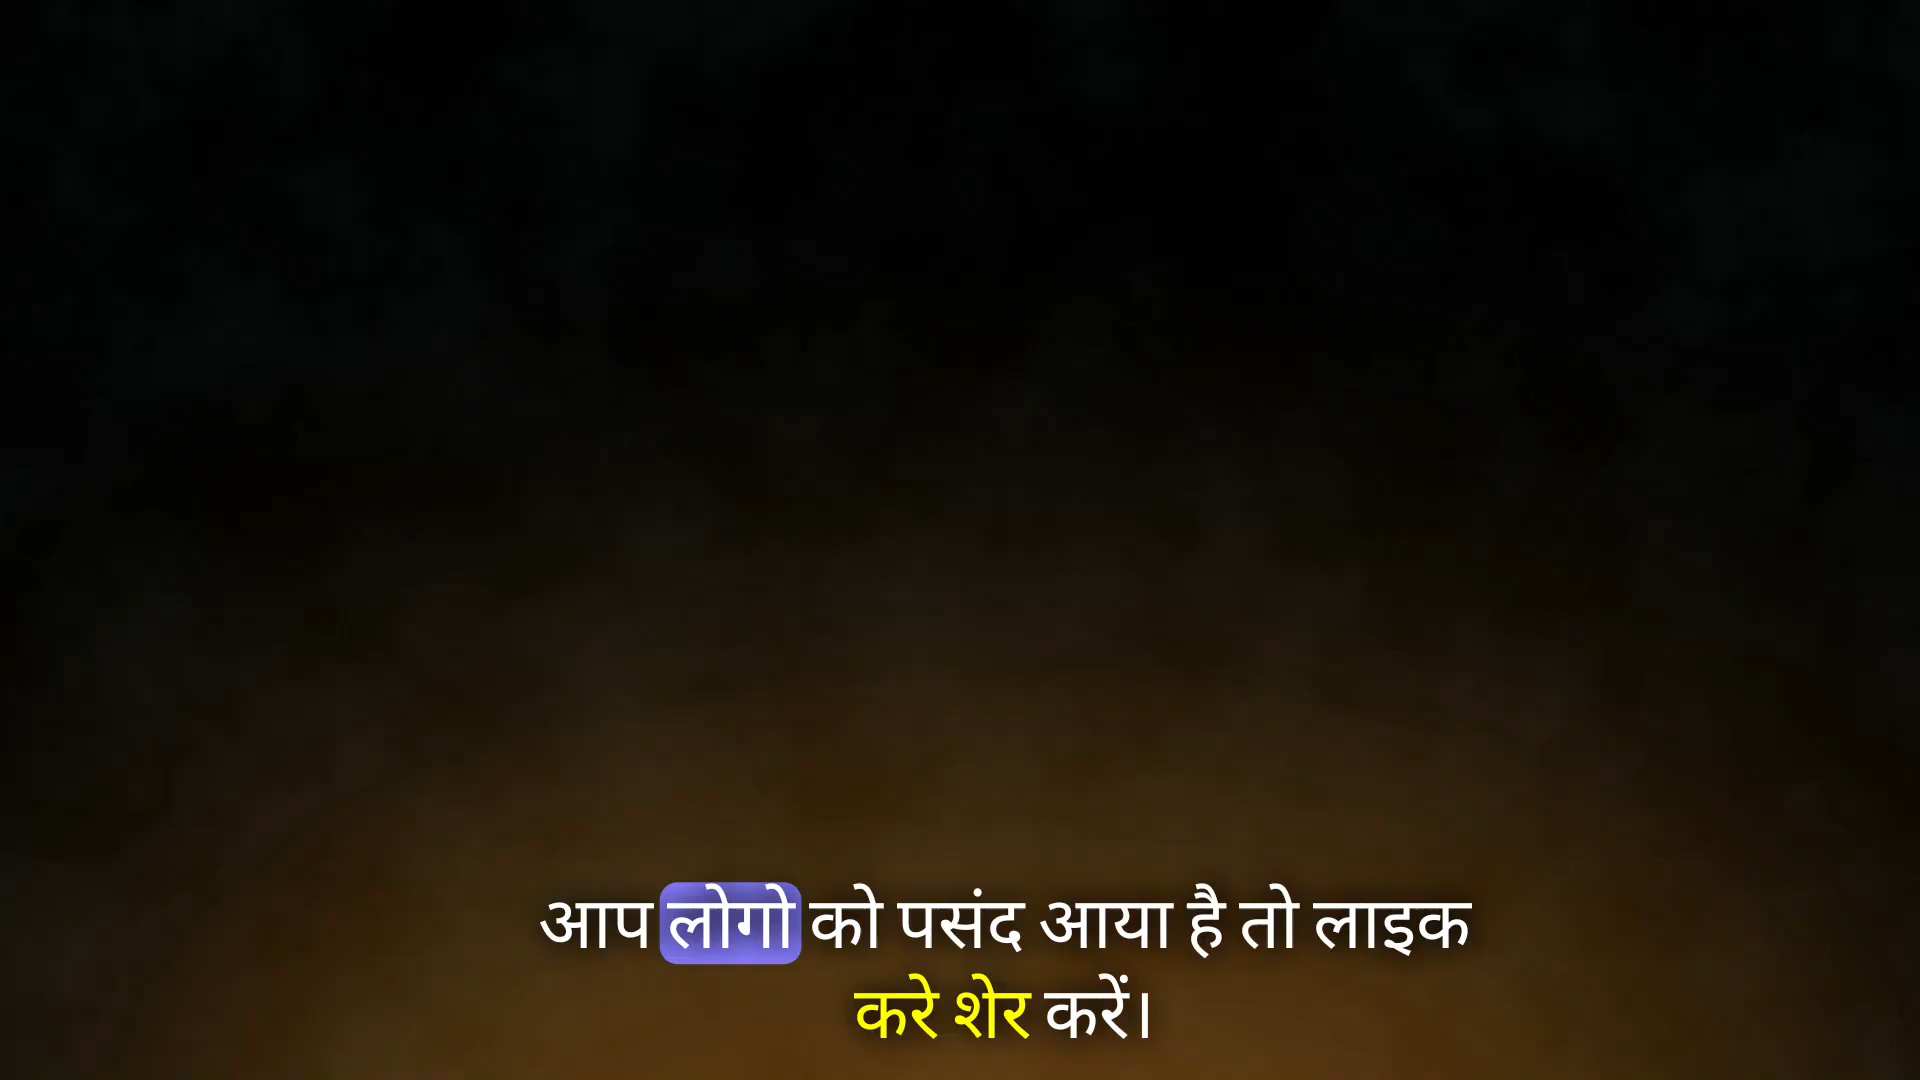 आप लोगो को पसंद आया है तो लाइक
करे शेर करें।